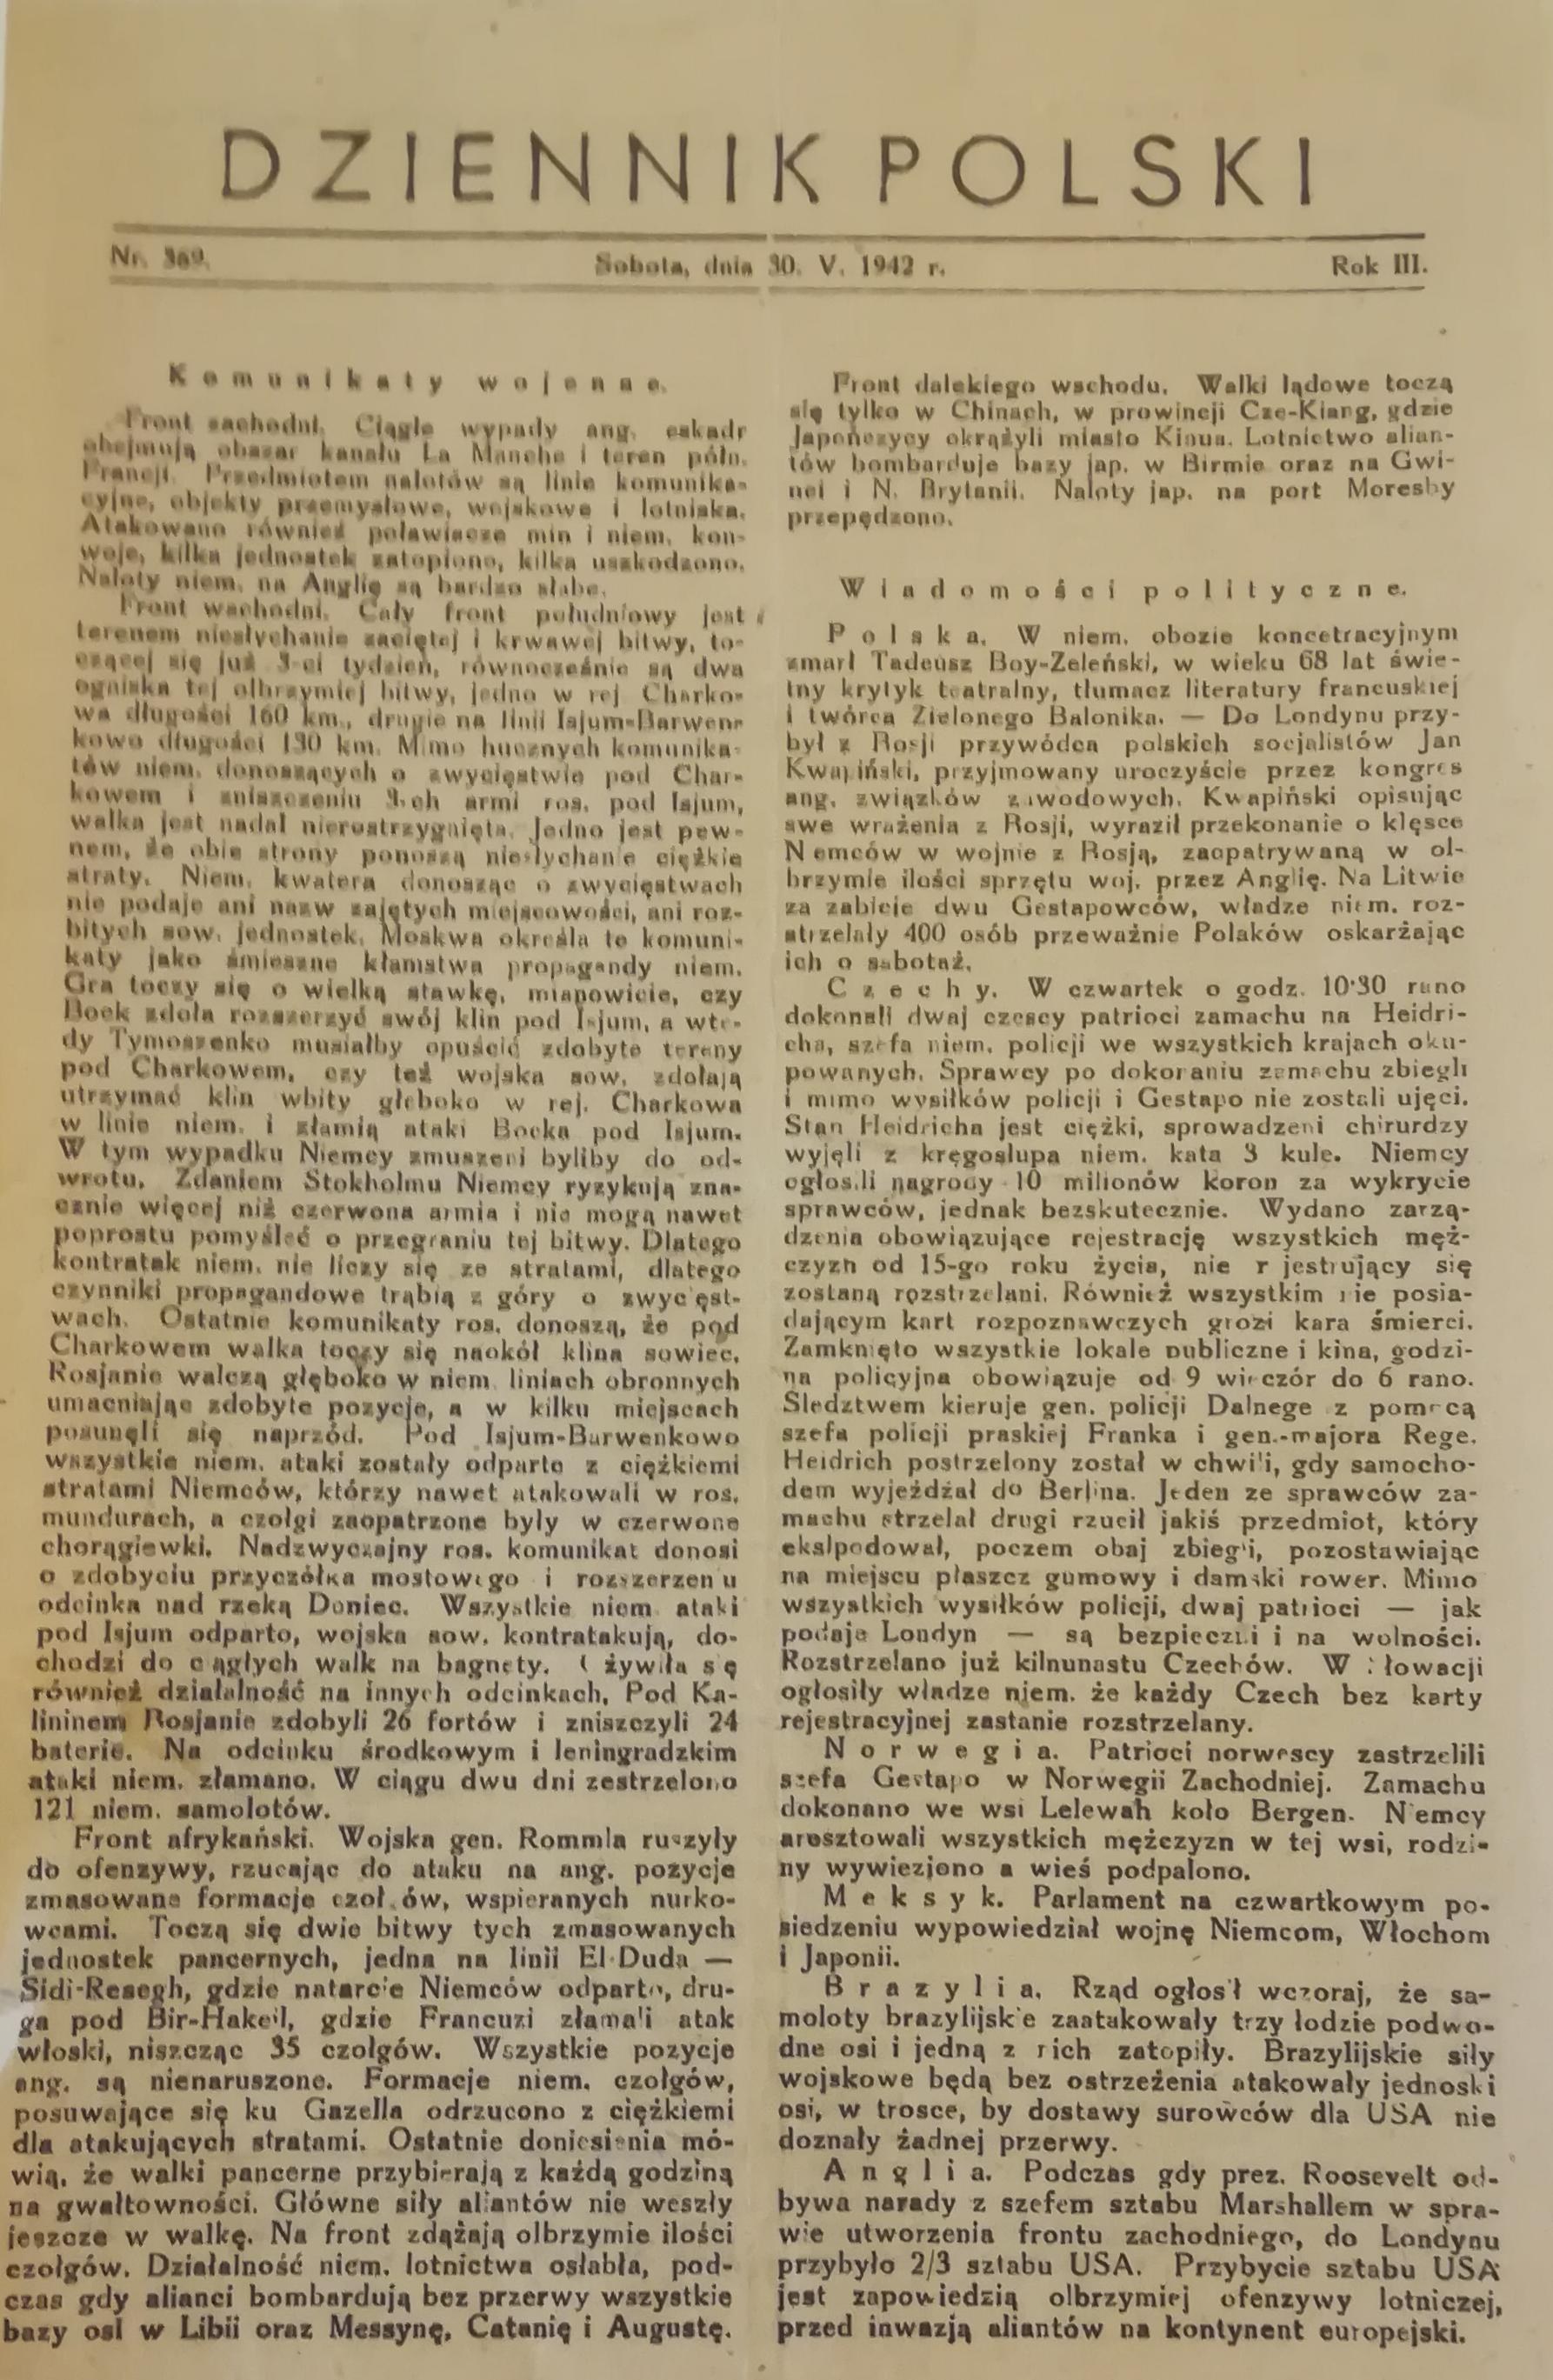 DZIENNIK POLSKI
Nr. 369.
Sobota, dnia 30. V. 1942 r.
Rok III.
Komunikaty wojenne.
Front zachodni. Ciągle wypady ang. eskadr
obejmują obszar kanału La Manche i teren półn.
Francji. Przedmiotem nalotów są linie komunika-
cyjne, objekty przemysłowe, wojskowe i lotniska.
Atakowano również poławiacze min i niem. kon-
woje, kilka jednostek zatopiono, kilka uszkodzono.
Naloty niem. na Anglię są bardzo słabe.
Front wschodni. Cały front południowy jest
terenem niesłychanie zaciętej i krwawej bitwy, to-
czącej się już 3-ci tydzień, równocześnie są dwa
ogniska tej olbrzymiej bitwy, jedno w rej Charko-
wa długości 160 km., drugie na linii Isjum-Barwen-
kowo długości 130 km. Mimo hucznych komunika-
tów niem. donoszących o zwycięstwie pod Char-
kowem i zniszczeniu 3-ch armi ros. pod Isjum,
walka jest nadal nierostrzygnięta. Jedno jest pew-
nem, że obie strony ponoszą niesłychanie ciężkie
straty. Niem. kwatera donosząc o zwycięstwach
nie podaje ani nazw zajętych miejscowości, ani roz-
bitych sow. jednostek. Moskwa określa te komuni-
katy jako śmieszne kłamstwa propagandy niem.
Gra toczy się o wielką stawkę, mianowicie, czy
Bock zdoła rozszerzyć swój klin pod Isjum, a wte-
dy Tymoszenko musiałby opuścić zdobyte tereny
pod Charkowem, czy też wojska sow. zdołają
utrzymać klin wbity głęboko w rej. Charkowa
w linie niem. i złamią ataki Bocka pod Isjum.
W tym wypadku Niemcy zmuszeni byliby do od-
wrotu. Zdaniem Stokholmu Niemcy ryzykują zna-
cznie więcej niż czerwona armia i nie mogą nawet
poprostu pomyśleć o przegraniu tej bitwy. Dlatego
kontratak niem. nie liczy się ze stratami, dlatego
czynniki propagandowe trąbią z góry o zwycięst-
wach. Ostatnie komunikaty ros. donoszą, że pod
Charkowem walka toczy się naokół klina sowiec.
Rosjanie walczą głęboko w niem. liniach obronnych
umacniając zdobyte pozycje, a w kilku miejscach
posunęli się naprzód. Pod Isjum-Barwenkowo
wszystkie niem. ataki zostały odparte z ciężkiemi
stratami Niemców, którzy nawet atakowali w ros.
mundurach, a czołgi zaopatrzone były w czerwone
chorągiewki. Nadzwyczajny ros. komunikat donosi
o zdobyciu przyczółka mostowego i rozszerzeniu
odcinka nad rzeką Doniec. Wszystkie niem. ataki
pod Isjum odparto, wojska sow. kontratakują, do-
chodzi do ciągłych walk na bagnety. Ożywiła się
również działalność na innych odcinkach. Pod Ka-
lininem Rosjanie zdobyli 26 fortów i zniszczyli 24
baterie. Na odcinku środkowym i leningradzkim
ataki niem. złamano. W ciągu dwu dni zestrzelono
121 niem. samolotów.
Front afrykański. Wojska gen. Rommla ruszyły
do ofenzywy, rzucając do ataku na ang. pozycje
zmasowane formacje czołgów, wspieranych nurko-
wcami. Toczą się dwie bitwy tych zmasowanych
jednostek pancernych, jedna na linii El-Duda —
Sidi-Resegh, gdzie natarcie Niemców odparto, dru-
ga pod Bir-Hakeil, gdzie Francuzi złamali atak
włoski, niszcząc 35 czołgów. Wszystkie pozycje
ang. są nienaruszone. Formacje niem. czołgów,
posuwające się ku Gazella odrzucono z ciężkiemi
dla atakujących stratami. Ostatnie doniesienia mó-
wią, że walki pancerne przybierają z każdą godziną
na gwałtowności. Główne siły aliantów nie weszły
jeszcze w walkę. Na front zdążają olbrzymie ilości
czołgów. Działalność niem. lotnictwa osłabła, pod-
czas gdy alianci bombardują bez przerwy wszystkie
bazy osi w Libii oraz Messynę, Catanię i Augustę.
Front dalekiego wschodu. Walki lądowe toczą
się tylko w Chinach, w prowincji Cze-Kiang, gdzie
Japończycy okrążyli miasto Kinua. Lotnictwo alian-
tów bombarduje bazy jap. w Birmie oraz na Gwi-
nei i N. Brytanii. Naloty jap. na port Moresby
przepędzono.
Wiadomości polityczne.
Polska. W niem. obozie koncetracyjnym
zmarł Tadeusz Boy-Zeleński, w wieku 68 lat świe-
tny krytyk teatralny, tłumacz literatury francuskiej
i twórca Zielonego Balonika. — Do Londynu przy-
był z Rosji przywódca polskich socjalistów Jan
Kwapiński, przyjmowany uroczyście przez kongres
ang. związków zawodowych. Kwapiński opisując
swe wrażenia z Rosji, wyraził przekonanie o klęsce
Niemców w wojnie z Rosją, zaopatrywaną w ol-
brzymie ilości sprzętu woj. przez Anglię. Na Litwie
za zabicie dwu Gestapowców, władze niem. roz-
strzelały 400 osób przeważnie Polaków oskarżając
ich o sabotaż.
Czechy. W czwartek o godz. 10·30 rano
dokonali dwaj czescy patrioci zamachu na Heidri-
cha, szefa niem. policji we wszystkich krajach oku-
powanych. Sprawcy po dokonaniu zamachu zbiegli
i mimo wysiłków policji i Gestapo nie zostali ujęci.
Stan Heidricha jest ciężki, sprowadzeni chirurdzy
wyjęli z kręgosłupa niem. kata 3 kule. Niemcy
ogłosili nagrody 10 milionów koron za wykrycie
sprawców, jednak bezskutecznie. Wydano zarzą-
dzenia obowiązujące rejestrację wszystkich męż-
czyzn od 15-go roku życia, nie rejestrujący się
zostaną rozstrzelani. Również wszystkim nie posia-
dającym kart rozpoznawczych grozi kara śmierci.
Zamknięto wszystkie lokale publiczne i kina, godzi-
na policyjna obowiązuje od 9 wieczór do 6 rano.
Sledztwem kieruje gen. policji Dalnege z pomocą
szefa policji praskiej Franka i gen.-majora Rege.
Heidrich postrzelony został w chwili, gdy samocho-
dem wyjeżdżał do Berlina. Jeden ze sprawców za-
machu strzelał drugi rzucił jakiś przedmiot, który
ekslpodował, poczem obaj zbiegli, pozostawiając
na miejscu płaszcz gumowy i damski rower. Mimo
wszystkich wysiłków policji, dwaj patrioci — jak
podaje Londyn — są bezpieczni i na wolności.
Rozstrzelano już kilnunastu Czechów. W Słowacji
ogłosiły władze niem. że każdy Czech bez karty
rejestracyjnej zastanie rozstrzelany.
Norwegia. Patrioci norwescy zastrzelili
szefa Gestapo w Norwegii Zachodniej. Zamachu
dokonano we wsi Lelewah koło Bergen. Niemcy
aresztowali wszystkich mężczyzn w tej wsi, rodzi-
ny wywieziono a wieś podpalono.
Meksyk. Parlament na czwartkowym po-
siedzeniu wypowiedział wojnę Niemcom, Włochom
i Japonii.
Brazylia. Rząd ogłosił wczoraj, że sa-
moloty brazylijskie zaatakowały trzy łodzie podwo-
dne osi i jedną z nich zatopiły. Brazylijskie siły
wojskowe będą bez ostrzeżenia atakowały jednoski
osi, w trosce, by dostawy surowców dla USA nie
doznały żadnej przerwy.
Anglia. Podczas gdy prez. Roosevelt od-
bywa narady z szefem sztabu Marshallem w spra-
wie utworzenia frontu zachodniego, do Londynu
przybyło 2/3 sztabu USA. Przybycie sztabu USA
jest zapowiedzią olbrzymiej ofenzywy lotniczej,
przed inwazją aliantów na kontynent europejski.